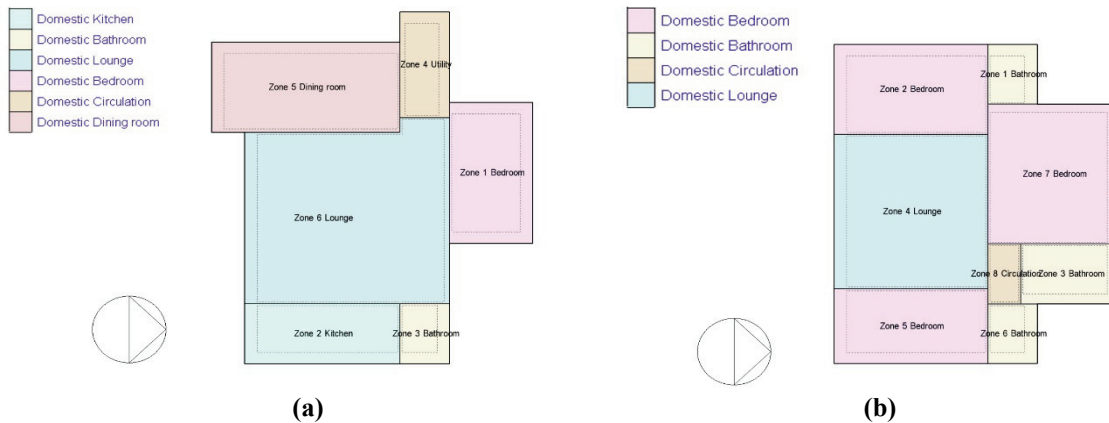 Domestic Kitchen
Domestic Bathroom
Domestic Lounge
Domestic Bedroom
Domestic Circulation
Domestic Dining room
Zone 4 Utility
Zone 5 Dining room
Zone 1 Bedroom
Zone 6 Lounge
Zone 2 Kitchen
Zone 3 Bathroom
(a)
Domestic Bedroom
Domestic Bathroom
Domestic Circulation
Domestic Lounge
Zone 1 Bathroom
Zone 2 Bedroom
Zone 7 Bedroom
Zone 4 Lounge
Zone 8 Circulation
Zone 3 Bathroom
Zone 5 Bedroom
Zone 6 Bathroom
(b)